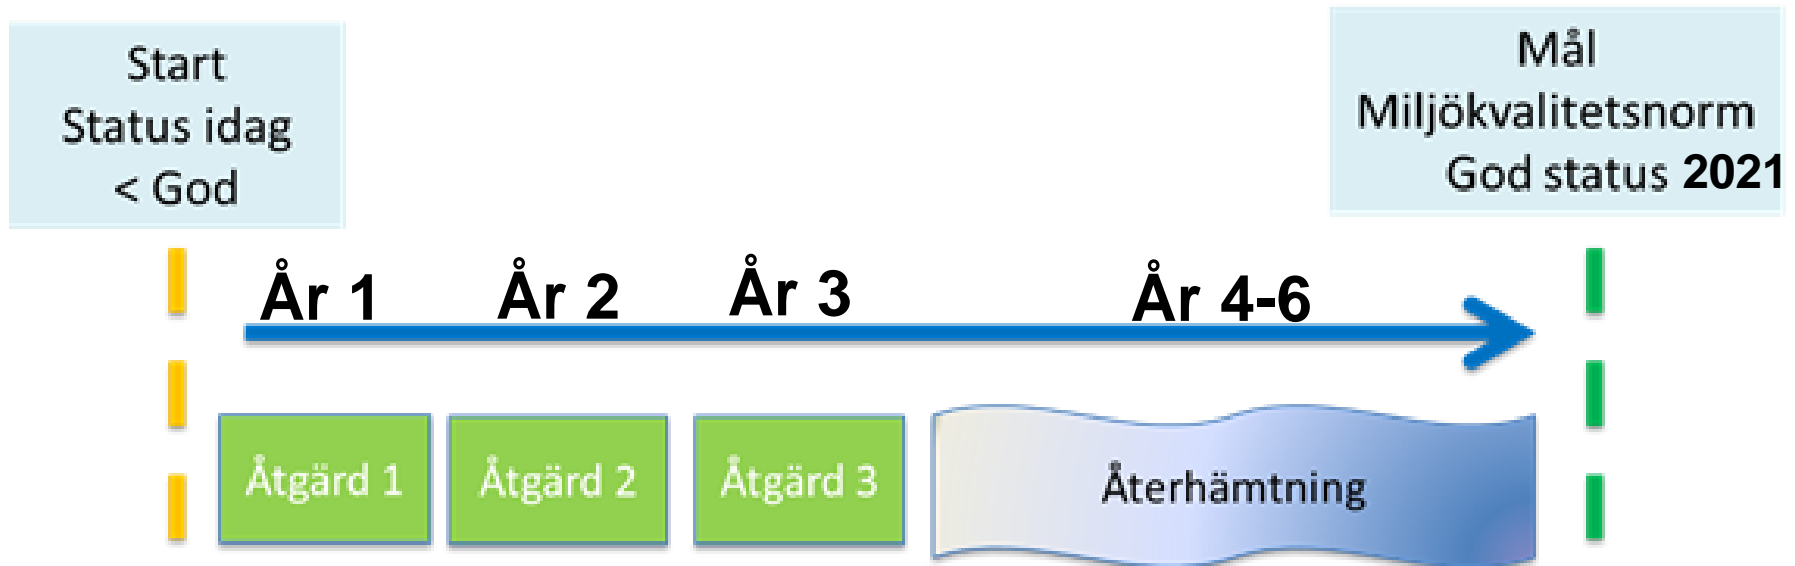 Start
Status idag
< God
Mål
Miljökvalitetsnorm
God status 2021
År 1
År 2
År 3
År 4-6
Åtgärd 1
Åtgärd 2
Åtgärd 3
Återhämtning